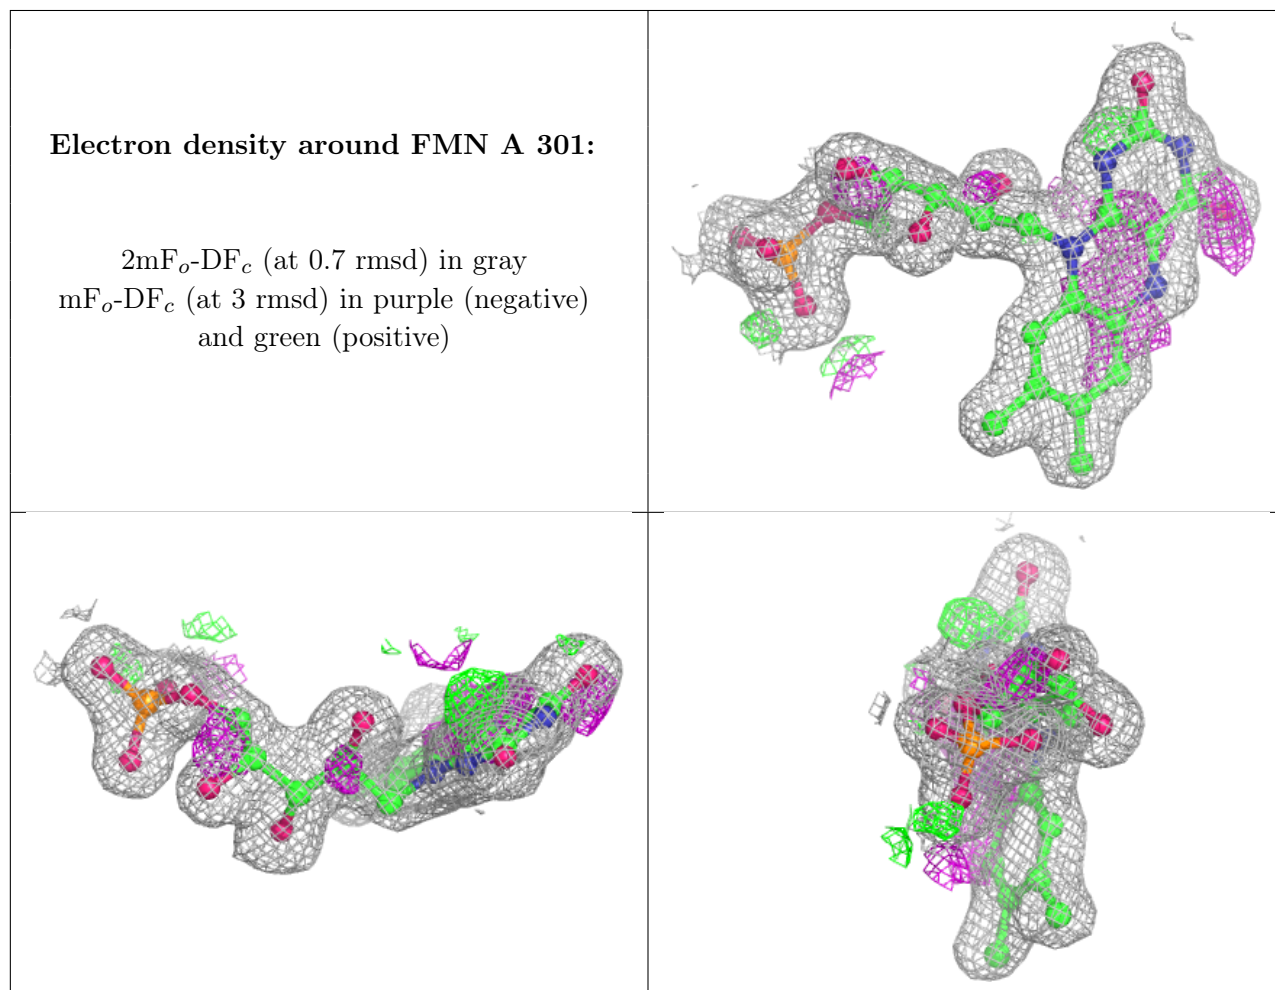 Electron density around FMN A 301:
2mFo-DFc (at 0.7 rmsd) in gray
mFo-DFc (at 3 rmsd) in purple (negative)
and green (positive)